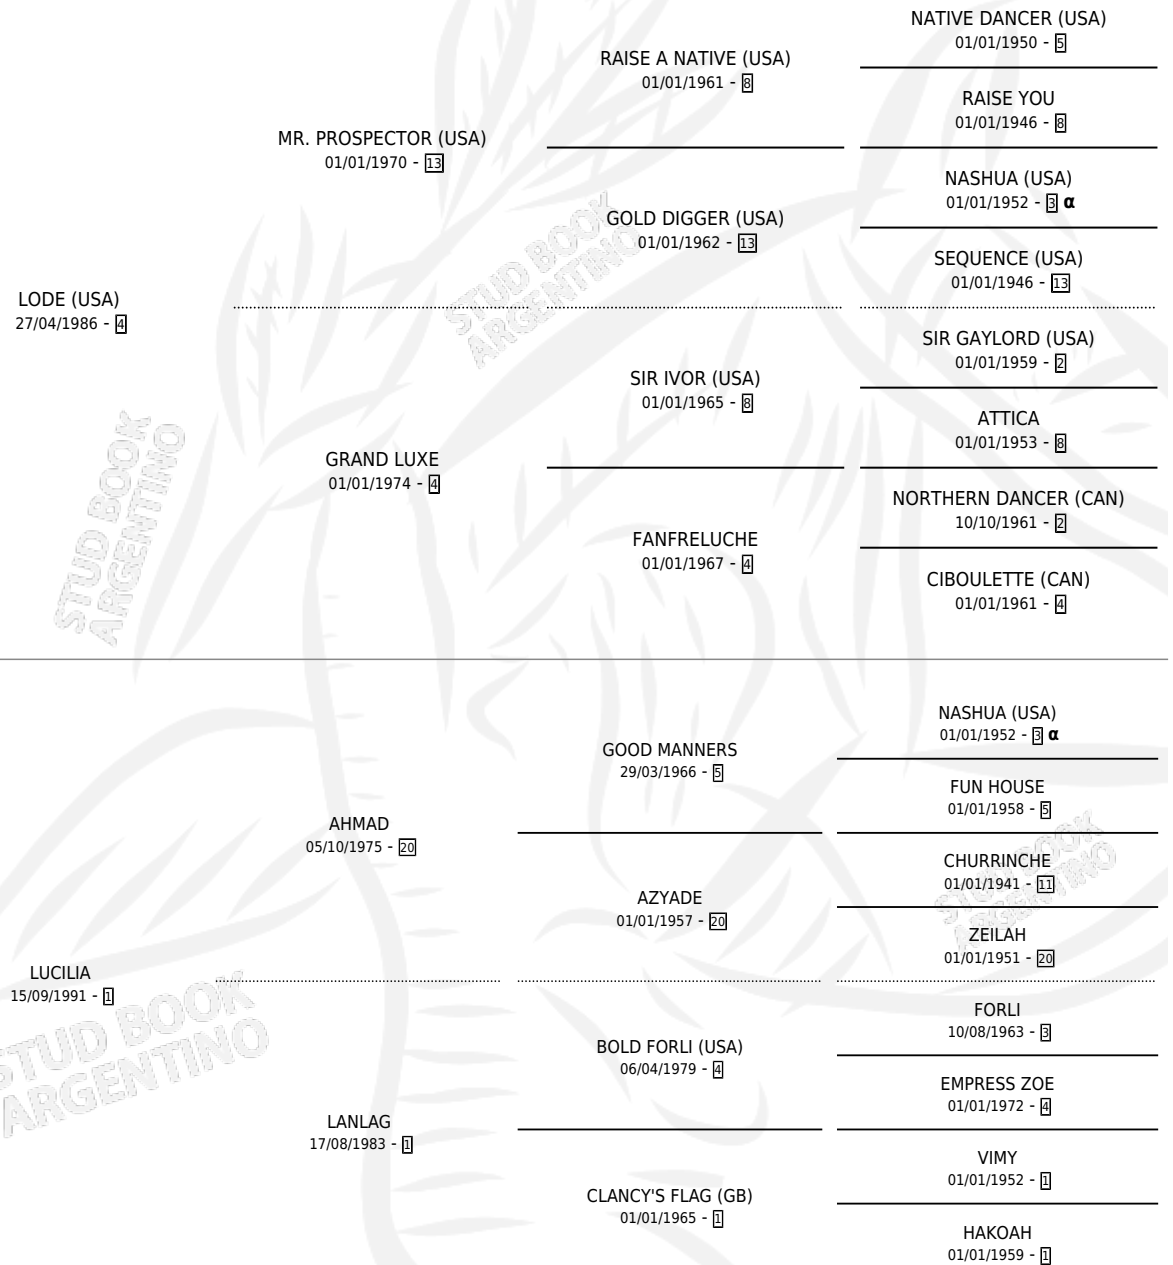 NATIVE DANCER (USA)
01/01/1950 - 5
RAISE A NATIVE (USA)
01/01/1961 - 8
RAISE YOU
01/01/1946 - 8
MR. PROSPECTOR (USA)
01/01/1970 - 13
NASHUA (USA)
01/01/1952 - 3 α
GOLD DIGGER (USA)
01/01/1962 - 13
SEQUENCE (USA)
01/01/1946 - 13
LODE (USA)
27/04/1986 - 4
SIR GAYLORD (USA)
01/01/1959 - 2
SIR IVOR (USA)
01/01/1965 - 8
ATTICA
01/01/1953 - 8
GRAND LUXE
01/01/1974 - 4
NORTHERN DANCER (CAN)
10/10/1961 - 2
FANFRELUCHE
01/01/1967 - 4
CIBOULETTE (CAN)
01/01/1961 - 4
NASHUA (USA)
01/01/1952 - 3 α
GOOD MANNERS
29/03/1966 - 5
FUN HOUSE
01/01/1958 - 5
AHMAD
05/10/1975 - 20
CHURRINCHE
01/01/1941 - 11
AZYADE
01/01/1957 - 20
ZEILAH
01/01/1951 - 20
LUCILIA
15/09/1991 - 1
FORLI
10/08/1963 - 3
BOLD FORLI (USA)
06/04/1979 - 4
EMPRESS ZOE
01/01/1972 - 4
LANLAG
17/08/1983 - 1
VIMY
01/01/1952 - 1
CLANCY'S FLAG (GB)
01/01/1965 - 1
HAKOAH
01/01/1959 - 1
STUD BOOK
ARGENTINO
STUD BOOK
ARGENTINO
STUD BOOK
ARGENTINO
STUD BOOK
ARGENTINO